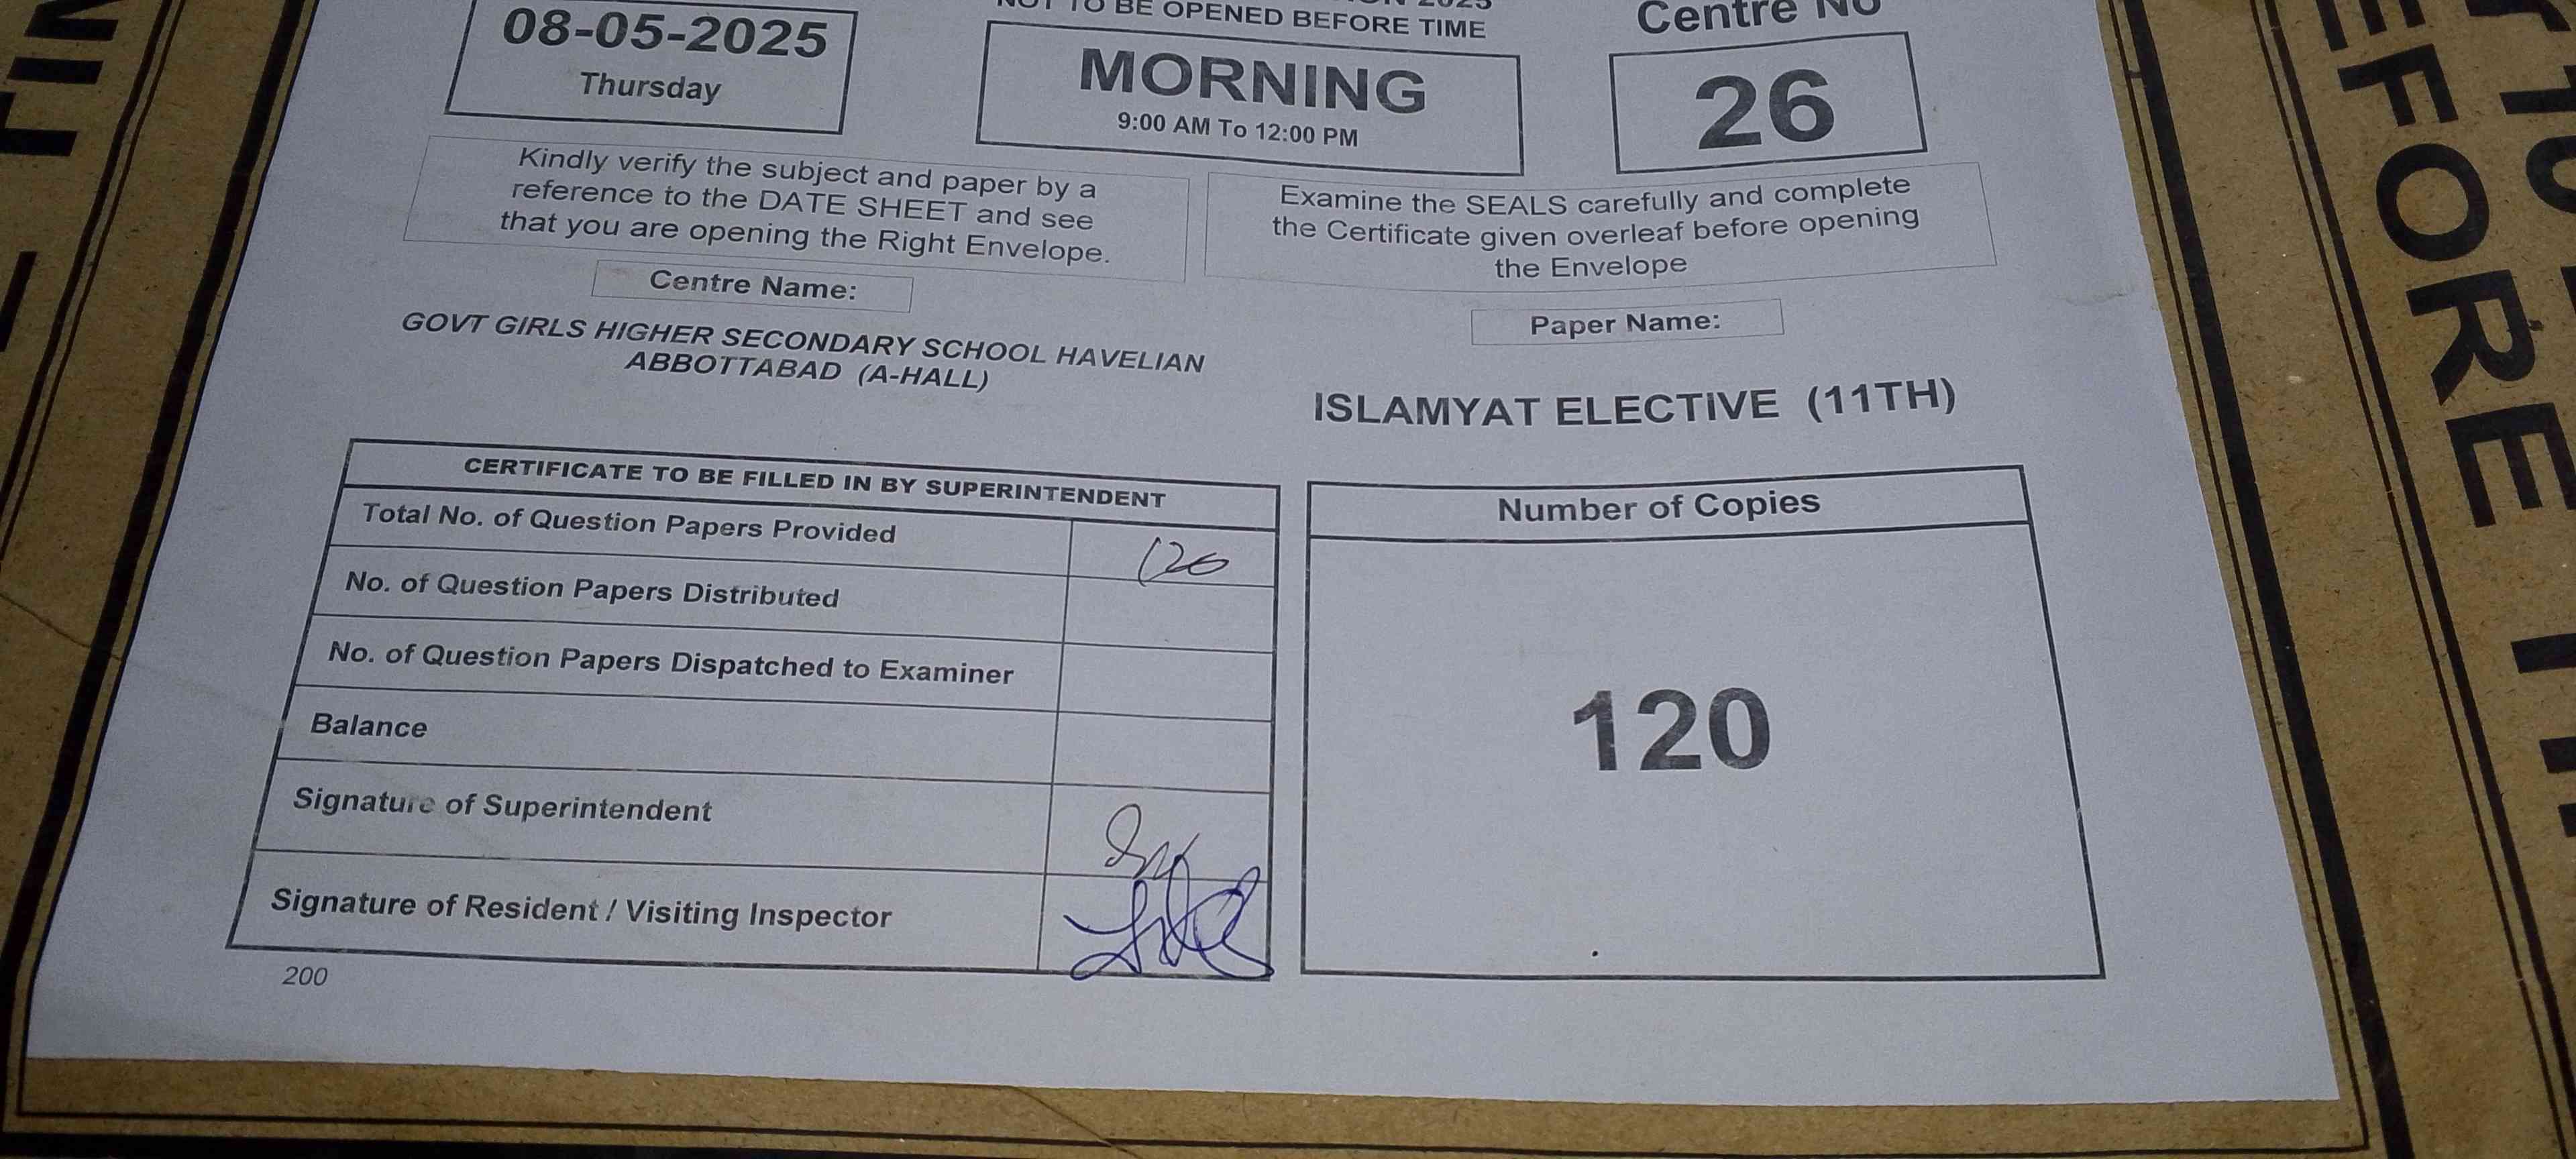 NOT TO BE OPENED BEFORE TIME
Centre No
08-05-2025
Thursday
MORNING
9:00 AM To 12:00 PM
26
Kindly verify the subject and paper by a
reference to the DATE SHEET and see
that you are opening the Right Envelope.
Examine the SEALS carefully and complete
the Certificate given overleaf before opening
the Envelope
Centre Name:
GOVT GIRLS HIGHER SECONDARY SCHOOL HAVELIAN
ABBOTTABAD (A-HALL)
Paper Name:
ISLAMYAT ELECTIVE (11TH)
CERTIFICATE TO BE FILLED IN BY SUPERINTENDENT
Total No. of Question Papers Provided 120
No. of Question Papers Distributed
No. of Question Papers Dispatched to Examiner
Balance
Signature of Superintendent
Signature of Resident / Visiting Inspector
200
Number of Copies
120